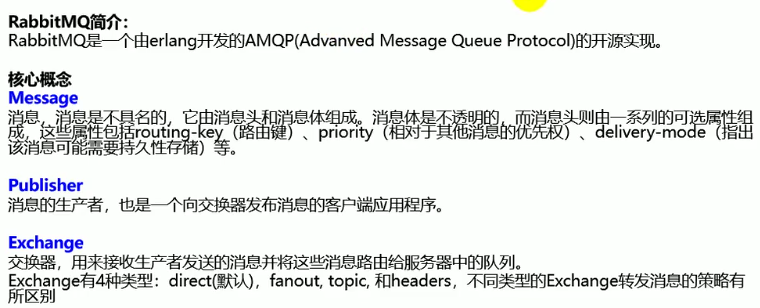 RabbitMQ简介：
RabbitMQ是一个由erlang开发的AMQP(Advanved Message Queue Protocol)的开源实现。
核心概念
Message
消息，消息是不具名的，它由消息头和消息体组成。消息体是不透明的，而消息头则由一系列的可选属性组
成，这些属性包括routing-key（路由键）、priority（相对于其他消息的优先权）、delivery-mode（指出
该消息可能需要持久性存储）等。
Publisher
消息的生产者，也是一个向交换器发布消息的客户端应用程序。
Exchange
交换器，用来接收生产者发送的消息并将这些消息路由给服务器中的队列。
Exchange有4种类型：direct(默认)，fanout, topic, 和headers，不同类型的Exchange转发消息的策略有
所区别